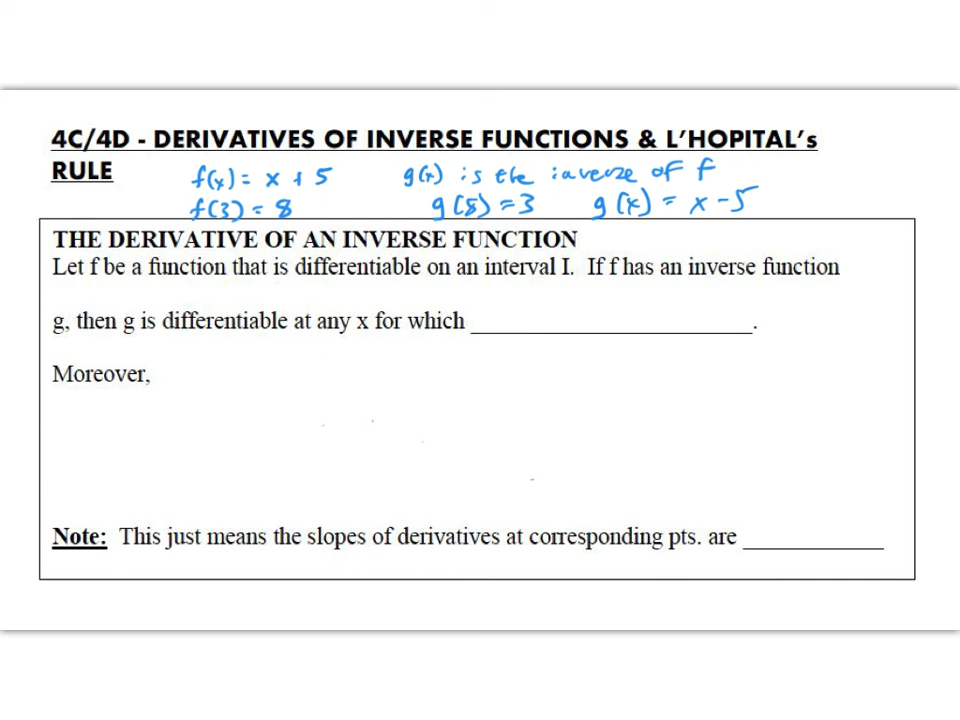 4C/4D - DERIVATIVES OF INVERSE FUNCTIONS & L'HOPITAL's
RULE
f(x) = x + 5 g(x) is the inverse of f
f(3) = 8 g(8) = 3 g(x) = x - 5
THE DERIVATIVE OF AN INVERSE FUNCTION
Let f be a function that is differentiable on an interval I. If f has an inverse function
g, then g is differentiable at any x for which ______________________.
Moreover,
Note: This just means the slopes of derivatives at corresponding pts. are ____________